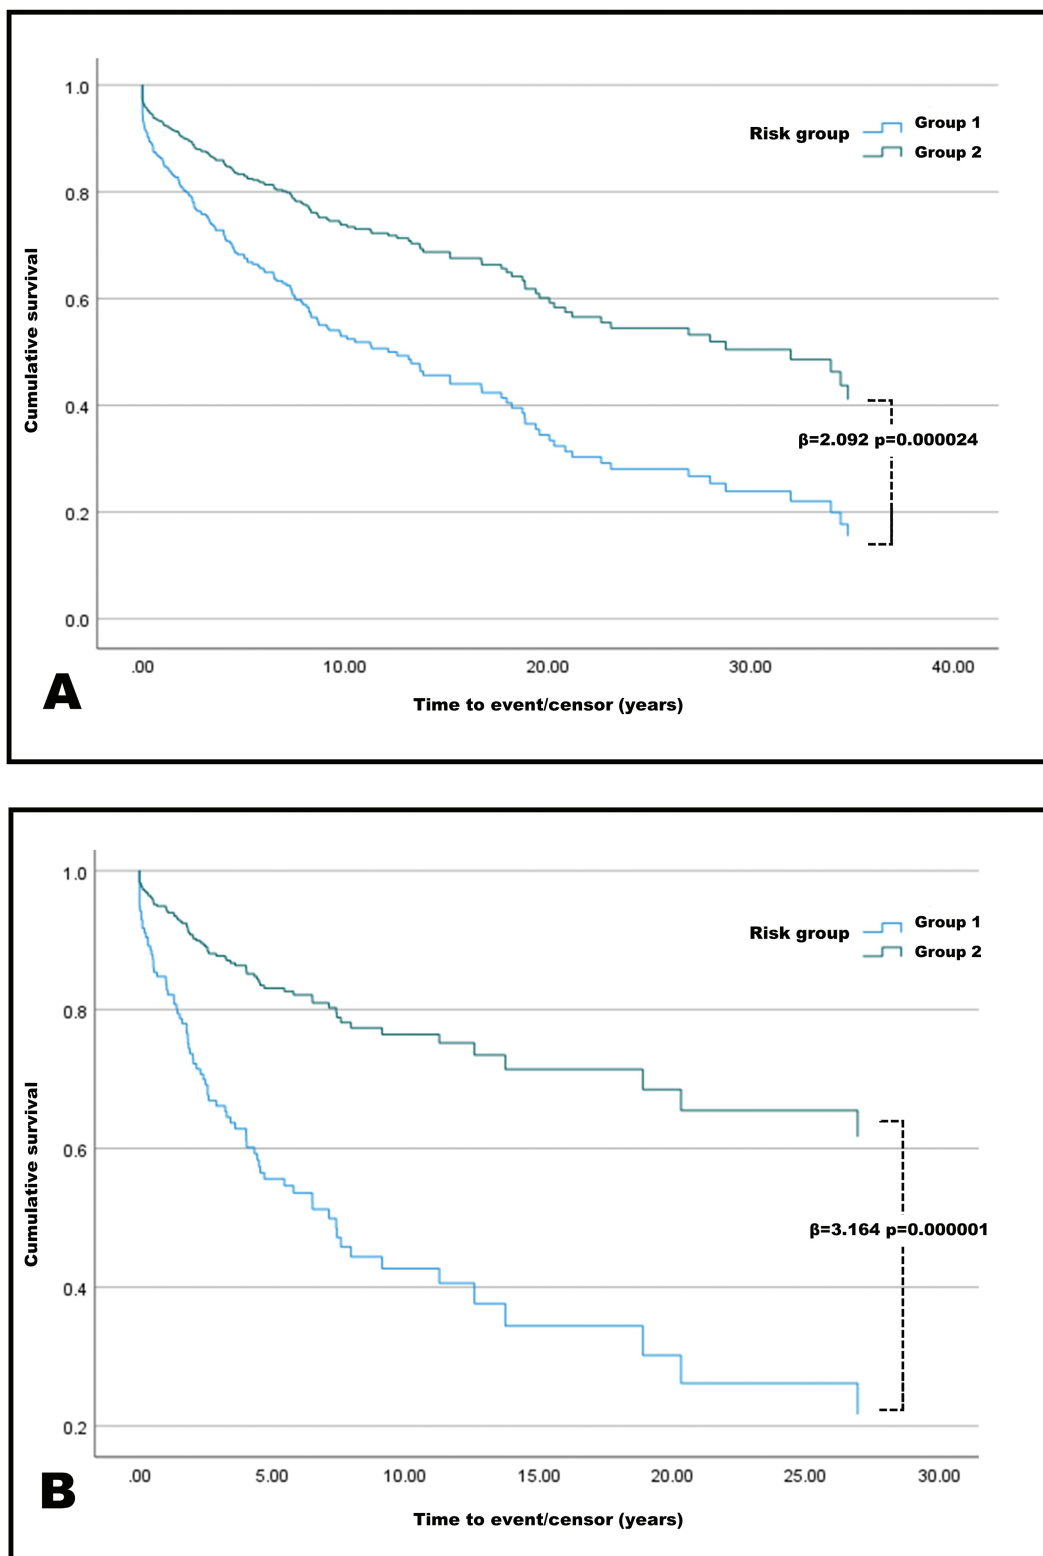 1.0
0.8
0.6
0.4
0.2
0.0
Cumulative survival
Risk group
Group 1
Group 2
β=2.092 p=0.000024
.00 10.00 20.00 30.00 40.00
A
Time to event/censor (years)
1.0
0.8
0.6
0.4
0.2
Cumulative survival
Risk group
Group 1
Group 2
β=3.164 p=0.000001
.00 5.00 10.00 15.00 20.00 25.00 30.00
B
Time to event/censor (years)